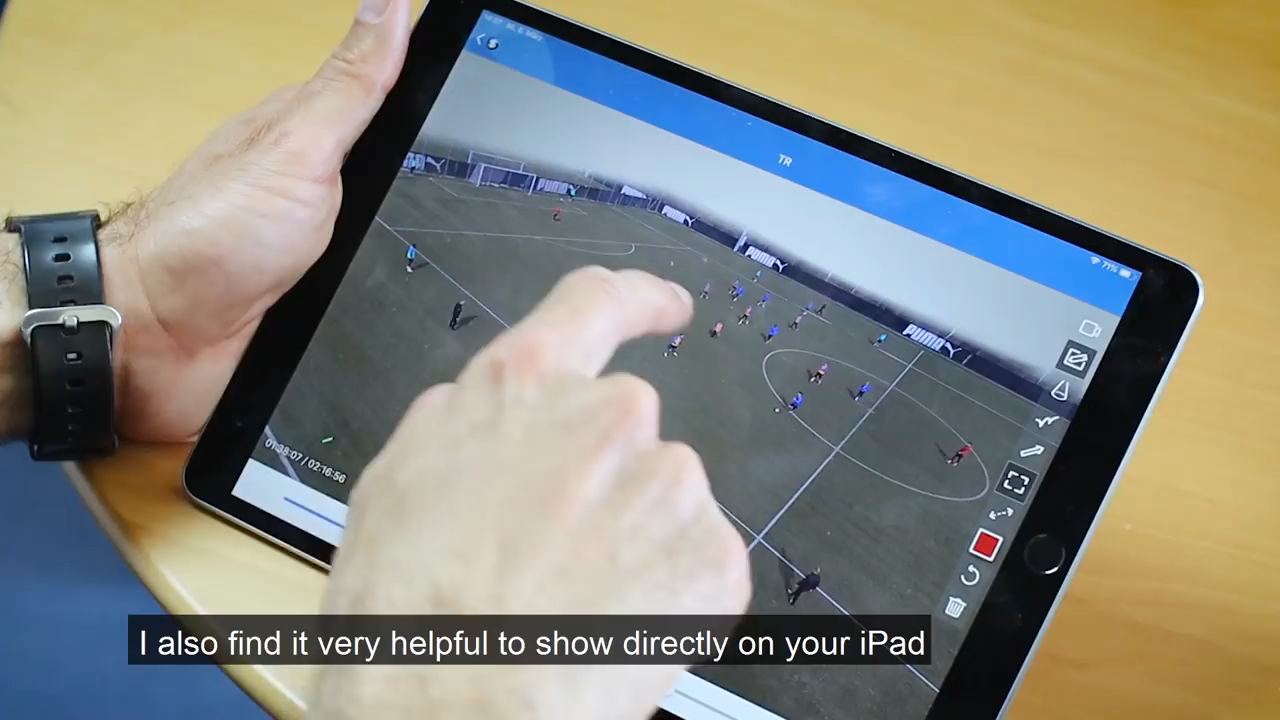 TR
71%
PUMA
PUMA
PUMA
01:38:07 / 02:16:56
I also find it very helpful to show directly on your iPad